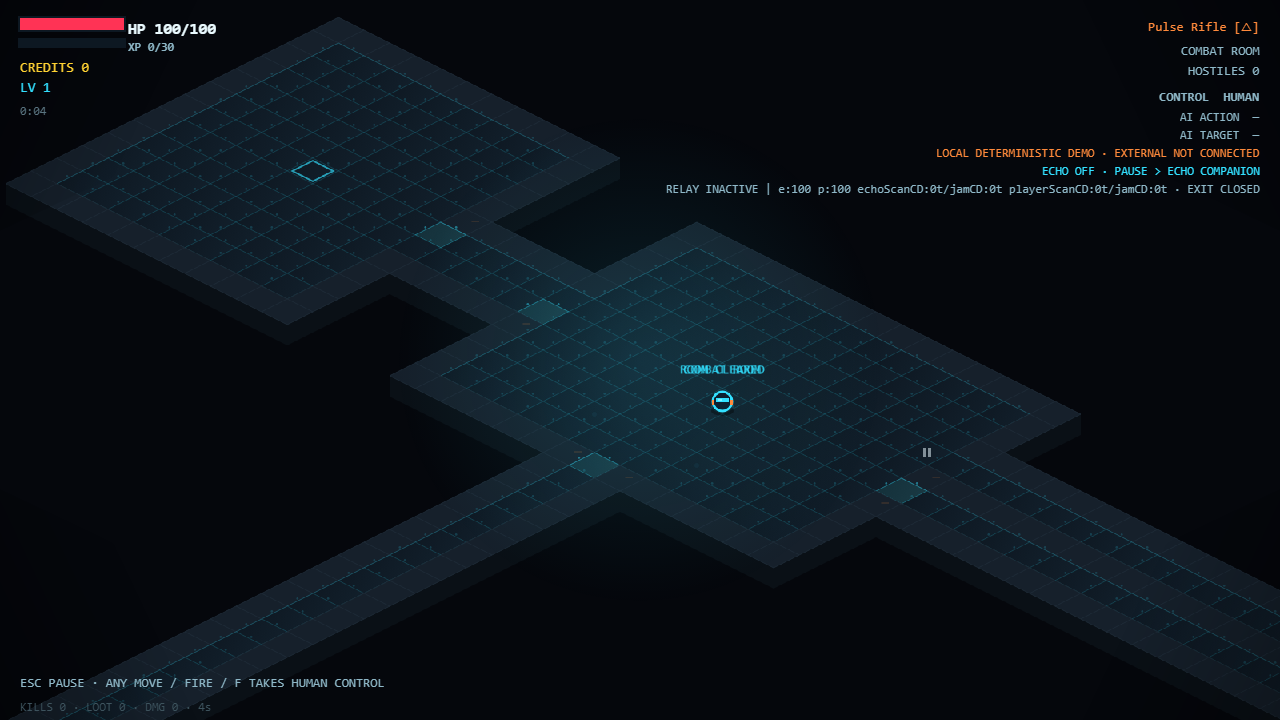 HP 100/100
XP 0/30
CREDITS 0
LV 1
0:04
Pulse Rifle [△]
COMBAT ROOM
HOSTILES 0
CONTROL HUMAN
AI ACTION —
AI TARGET —
LOCAL DETERMINISTIC DEMO · EXTERNAL NOT CONNECTED
ECHO OFF · PAUSE > ECHO COMPANION
RELAY INACTIVE | e:100 p:100 echoScanCD:0t/jamCD:0t playerScanCD:0t/jamCD:0t · EXIT CLOSED
ESC PAUSE · ANY MOVE / FIRE / F TAKES HUMAN CONTROL
KILLS 0 · LOOT 0 · DMG 0 · 4s